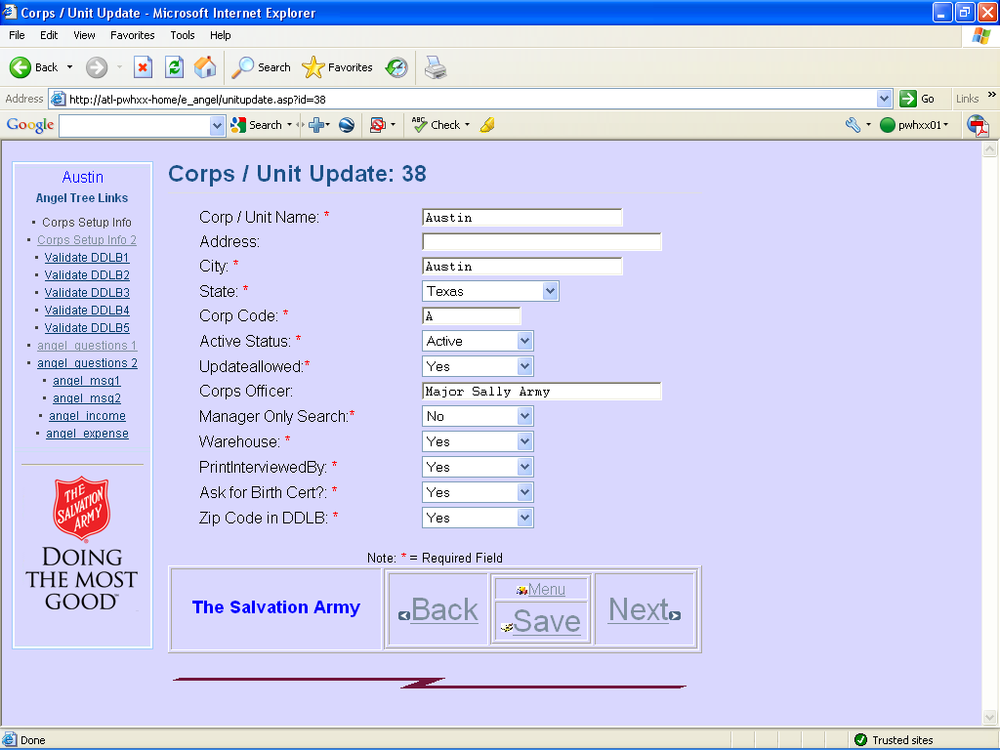 Corps / Unit Update - Microsoft Internet Explorer
File Edit View Favorites Tools Help
Back Search Favorites
Address http://atl-pwhxx-home/e_angel/unitupdate.asp?id=38 Go Links »
Google Search Check pwhxx01
Austin
Angel Tree Links
Corps Setup Info
Corps Setup Info 2
Validate DDLB1
Validate DDLB2
Validate DDLB3
Validate DDLB4
Validate DDLB5
angel_questions 1
angel_questions 2
angel_msg1
angel_msg2
angel_income
angel_expense
THE
SALVATION
ARMY
DOING
THE MOST
GOOD
Corps / Unit Update: 38
Corp / Unit Name: * Austin
Address:
City: * Austin
State: * Texas
Corp Code: * A
Active Status: * Active
Updateallowed:* Yes
Corps Officer: Major Sally Army
Manager Only Search:* No
Warehouse: * Yes
PrintInterviewedBy: * Yes
Ask for Birth Cert?: * Yes
Zip Code in DDLB: * Yes
Note: * = Required Field
The Salvation Army
Back
Menu
Save
Next
Done Trusted sites